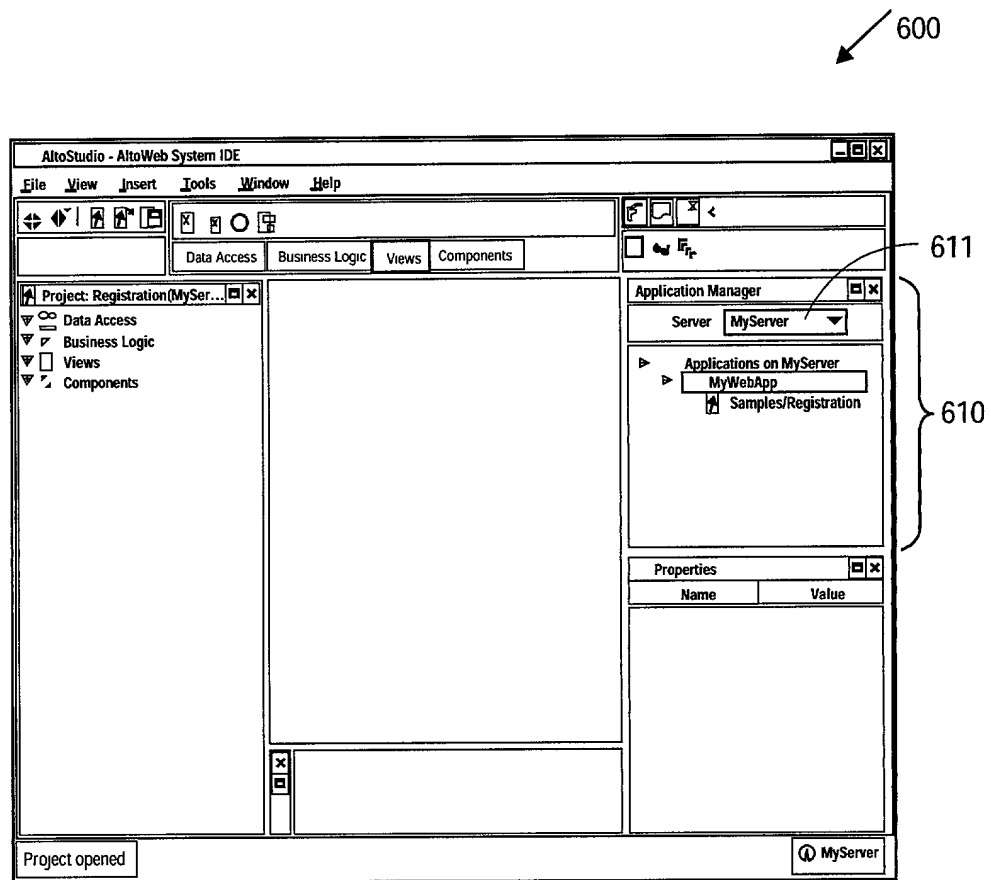 600
AltoStudio - AltoWeb System IDE
File View Insert Tools Window Help
Data Access Business Logic Views Components
611
Project: Registration(MySer...
Data Access
Business Logic
Views
Components
Application Manager
Server MyServer
Applications on MyServer
MyWebApp
Samples/Registration
610
Properties
Name Value
Project opened
MyServer